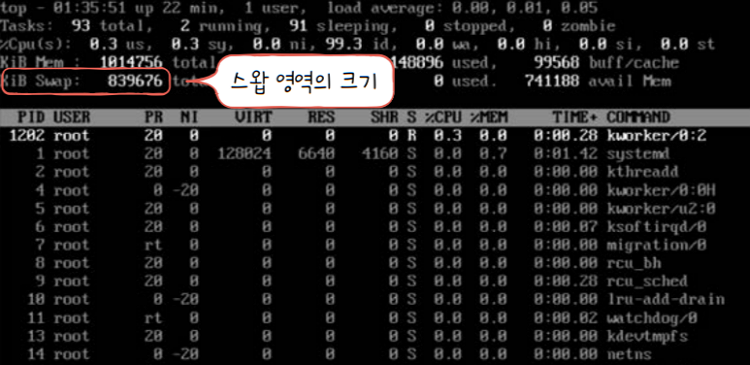 top - 01:35:51 up 22 min, 1 user, load average: 0.00, 0.01, 0.05
Tasks: 93 total, 2 running, 91 sleeping, 0 stopped, 0 zombie
%Cpu(s): 0.3 us, 0.3 sy, 0.0 ni, 99.3 id, 0.0 wa, 0.0 hi, 0.0 si, 0.0 st
KiB Mem : 1014756 total 148896 used, 99568 buff/cache
KiB Swap: 839676 0 used. 741188 avail Mem
스왑 영역의 크기
PID USER PR NI VIRT RES SHR S %CPU %MEM TIME+ COMMAND
1202 root 20 0 0 0 0 R 0.3 0.0 0:00.28 kworker/0:2
1 root 20 0 128024 6640 4160 S 0.0 0.7 0:01.42 systemd
2 root 20 0 0 0 0 S 0.0 0.0 0:00.00 kthreadd
4 root 0 -20 0 0 0 S 0.0 0.0 0:00.00 kworker/0:0H
5 root 20 0 0 0 0 S 0.0 0.0 0:00.00 kworker/u2:0
6 root 20 0 0 0 0 S 0.0 0.0 0:00.07 ksoftirqd/0
7 root rt 0 0 0 0 S 0.0 0.0 0:00.00 migration/0
8 root 20 0 0 0 0 S 0.0 0.0 0:00.00 rcu_bh
9 root 20 0 0 0 0 S 0.0 0.0 0:00.28 rcu_sched
10 root 0 -20 0 0 0 S 0.0 0.0 0:00.00 lru-add-drain
11 root rt 0 0 0 0 S 0.0 0.0 0:00.02 watchdog/0
13 root 20 0 0 0 0 S 0.0 0.0 0:00.00 kdevtmpfs
14 root 0 -20 0 0 0 S 0.0 0.0 0:00.00 netns